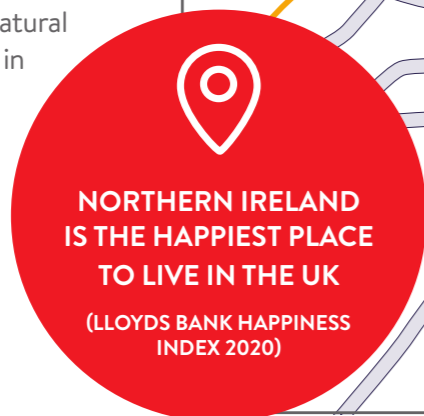 atural
in
NORTHERN IRELAND
IS THE HAPPIEST PLACE
TO LIVE IN THE UK
(LLOYDS BANK HAPPINESS
INDEX 2020)